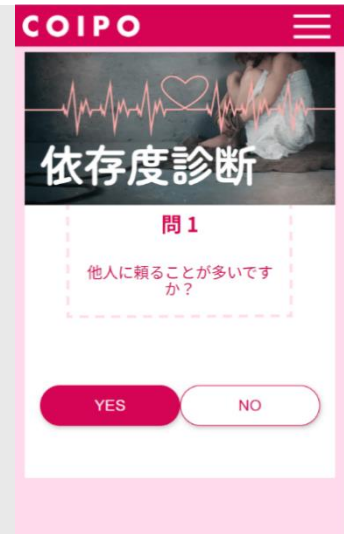 COIPO
依存度診断
問1
他人に頼ることが多いです
か？
YES
NO